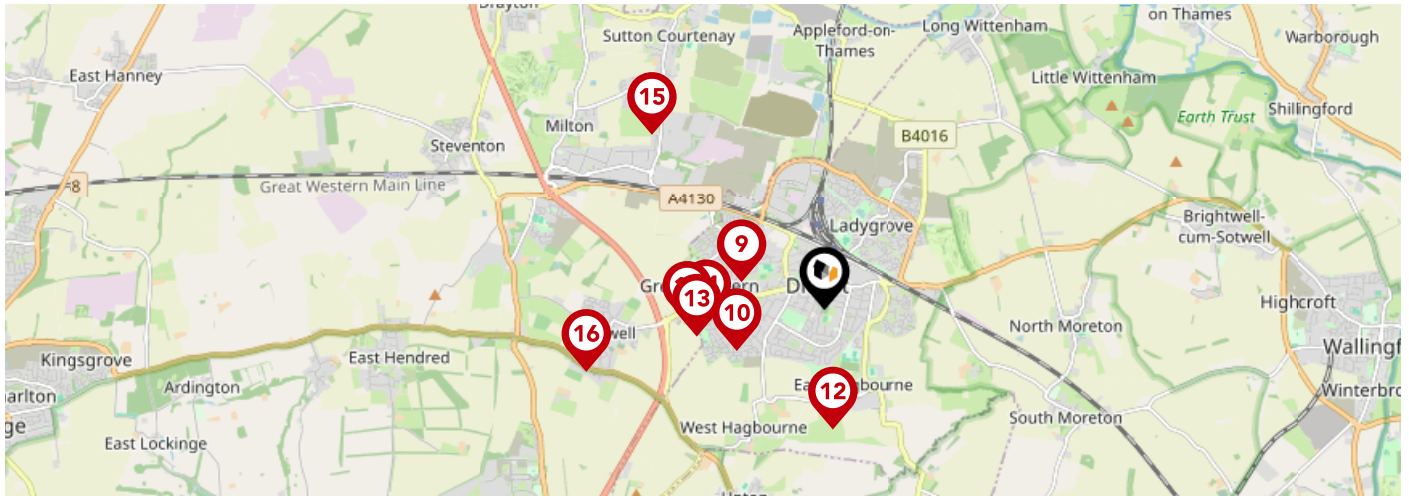 Drayton
Sutton Courtenay
Appleford-on-
Thames
Long Wittenham
on Thames
Warborough
East Hanney
Little Wittenham
Shillingford
Earth Trust
15
Milton
B4016
Steventon
Great Western Main Line
A4130
Ladygrove
Brightwell-
cum-Sotwell
9
13
10
Highcroft
North Moreton
16
well
East Hendred
Kingsgrove
Ardington
12
West Hagbourne
South Moreton
East Lockinge